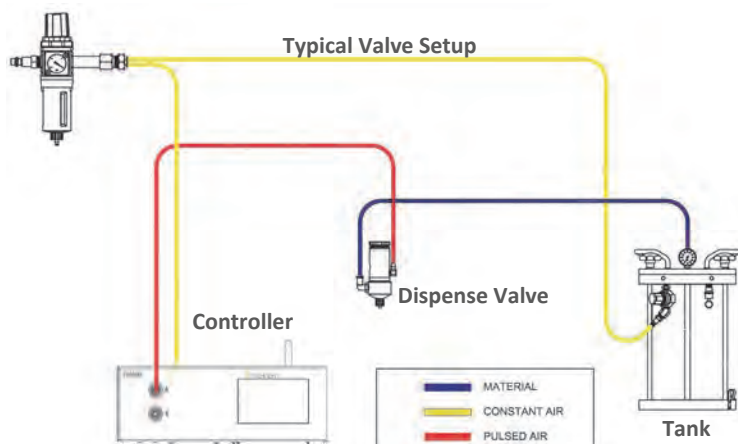 Typical Valve Setup
Dispense Valve
Controller
MATERIAL
CONSTANT AIR
PULSED AIR
Tank